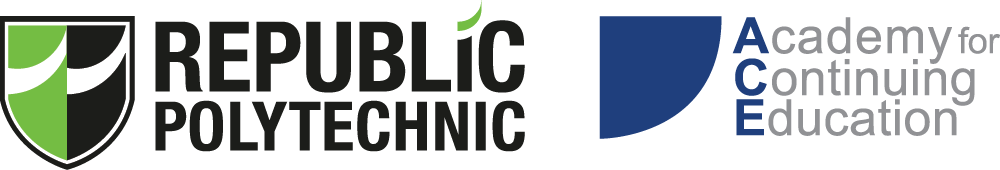 REPUBLIC
POLYTECHNIC
Academy for
Continuing
Education